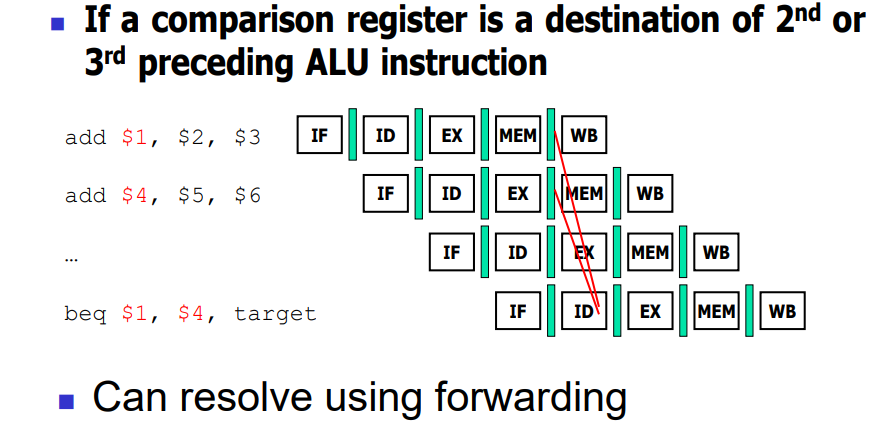 If a comparison register is a destination of 2nd or
3rd preceding ALU instruction
add $1, $2, $3 IF ID EX MEM WB
add $4, $5, $6 IF ID EX MEM WB
… IF ID EX MEM WB
beq $1, $4, target IF ID EX MEM WB
Can resolve using forwarding